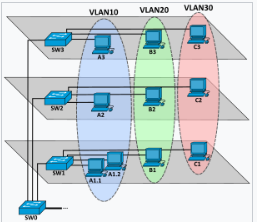 VLAN10
VLAN20
VLAN30
SW3
A3
B3
C3
SW2
A2
B2
C2
SW1
A1.1
A1.2
B1
C1
SW0
...